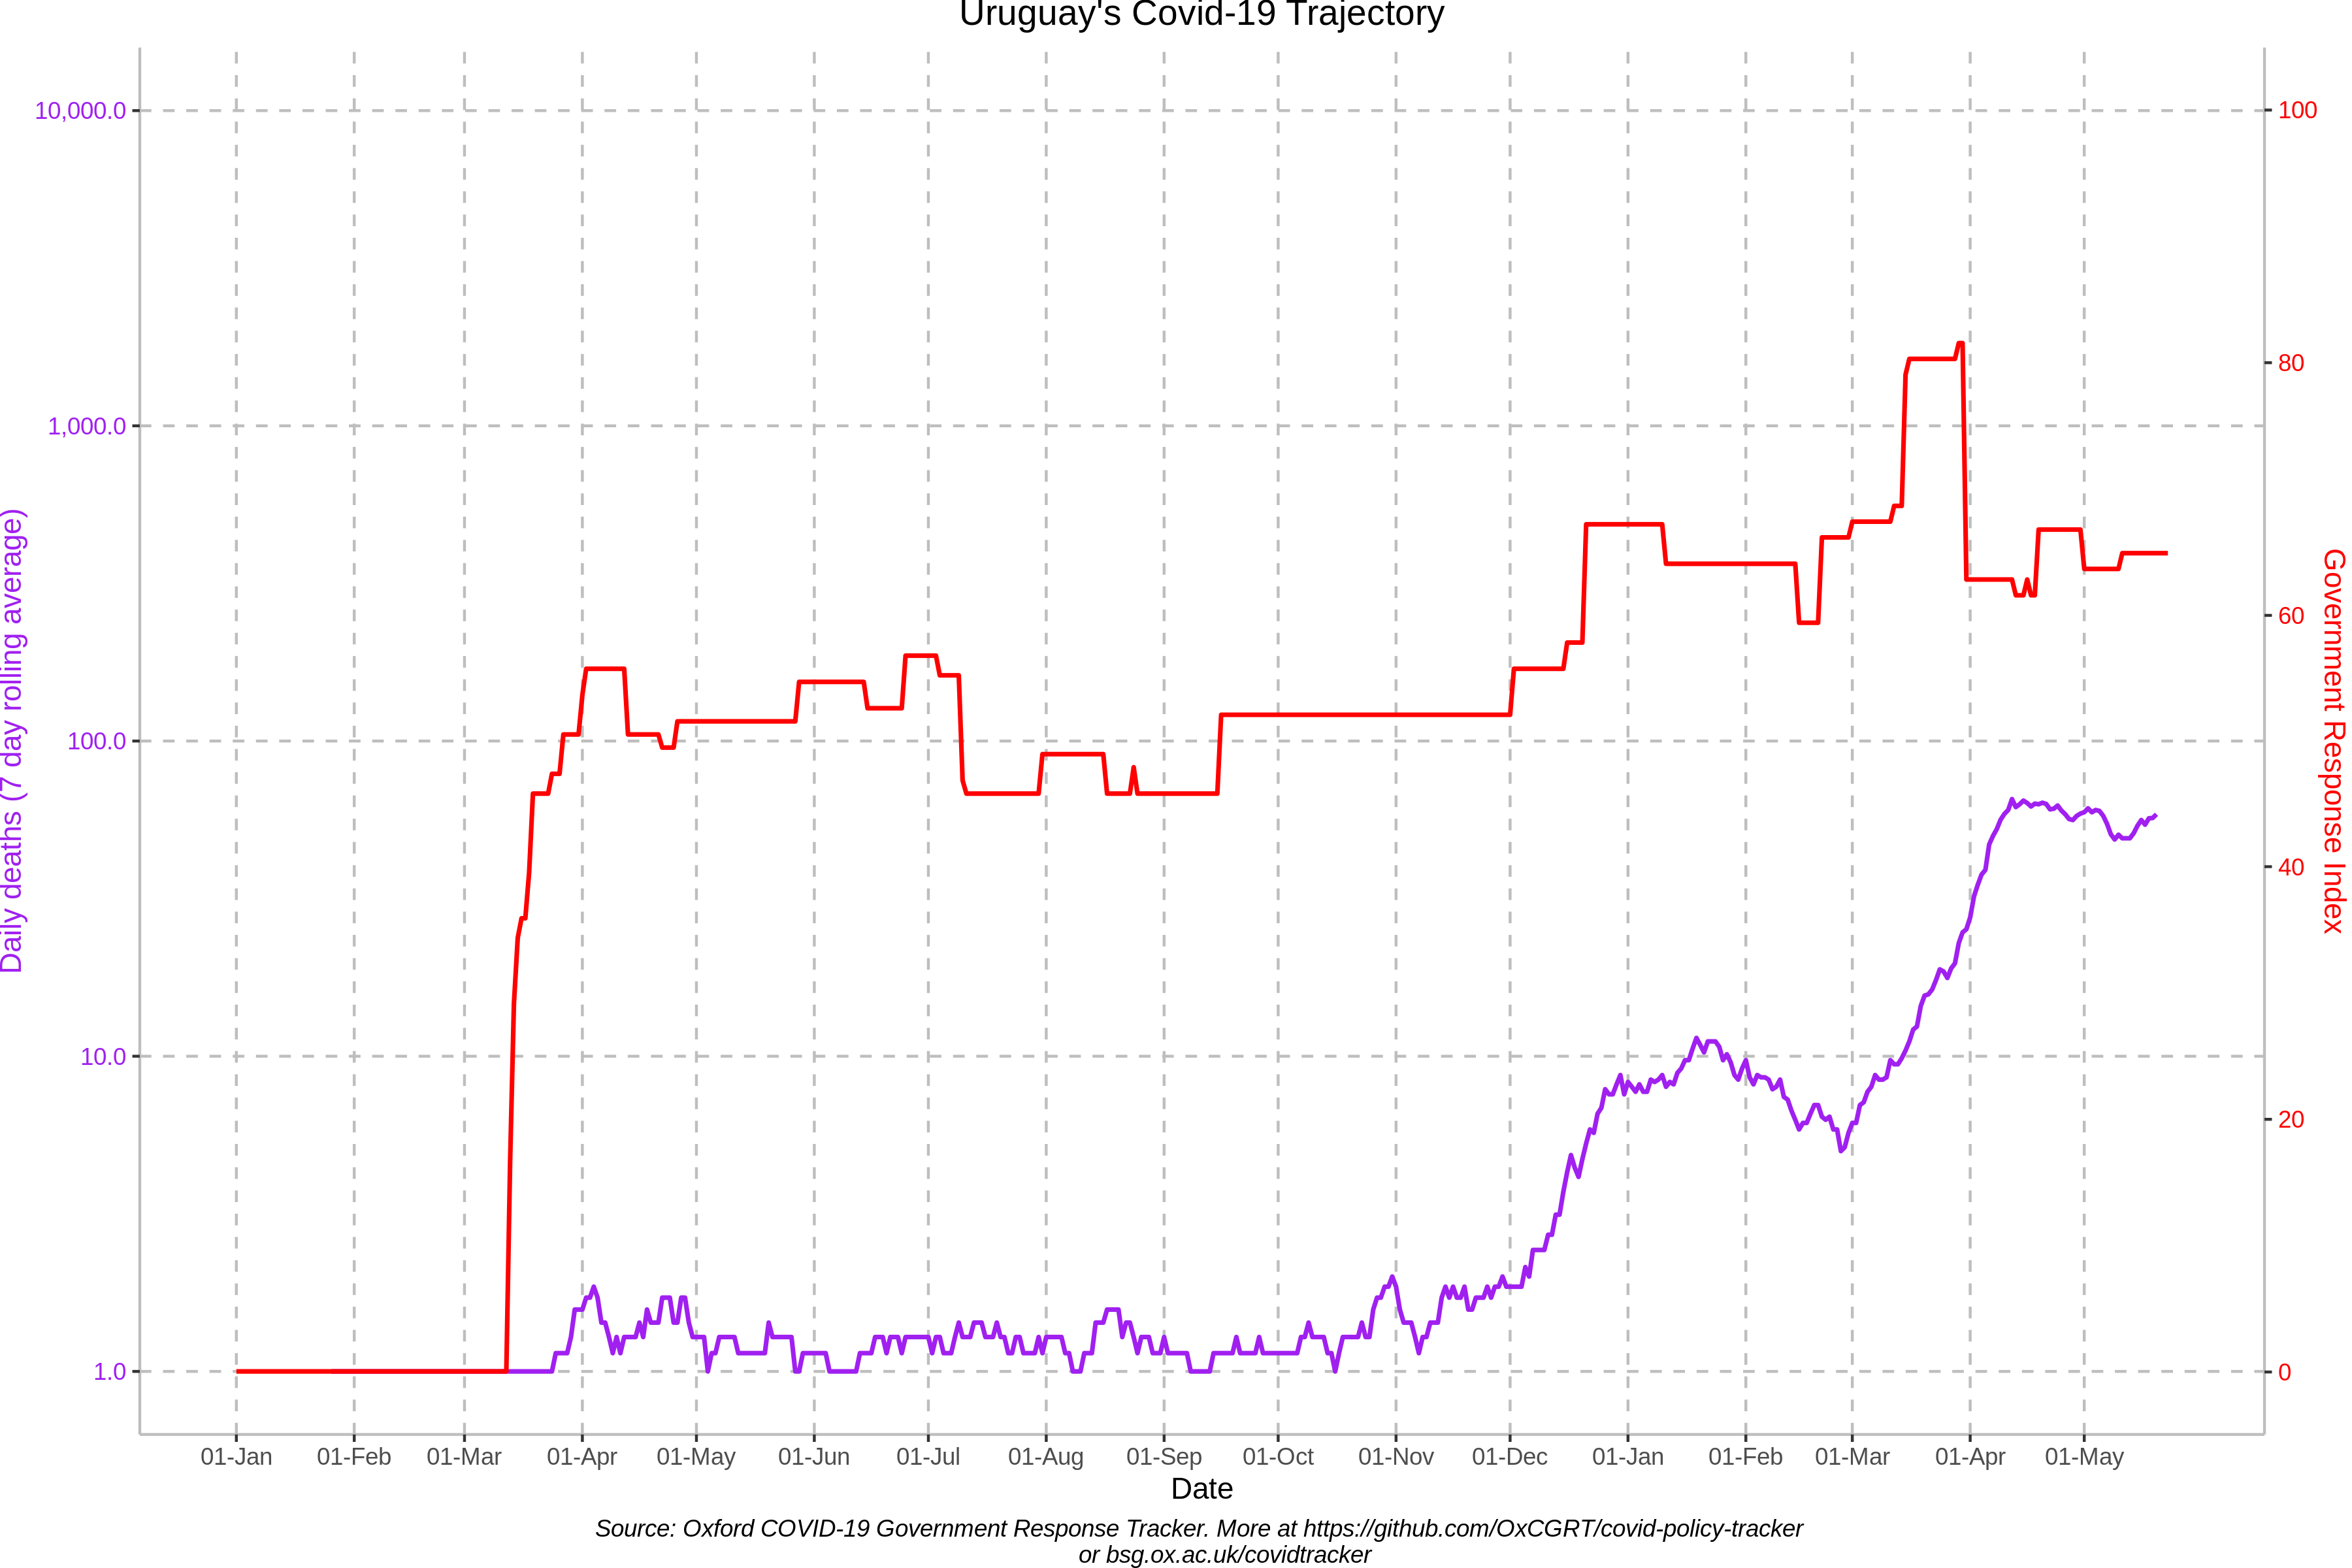 Uruguay's Covid-19 Trajectory
10,000.0
1,000.0
100.0
10.0
1.0
Daily deaths (7 day rolling average)
100
80
60
40
20
0
Government Response Index
01-Jan 01-Feb 01-Mar 01-Apr 01-May 01-Jun 01-Jul 01-Aug 01-Sep 01-Oct 01-Nov 01-Dec 01-Jan 01-Feb 01-Mar 01-Apr 01-May
Date
Source: Oxford COVID-19 Government Response Tracker. More at https://github.com/OxCGRT/covid-policy-tracker
or bsg.ox.ac.uk/covidtracker